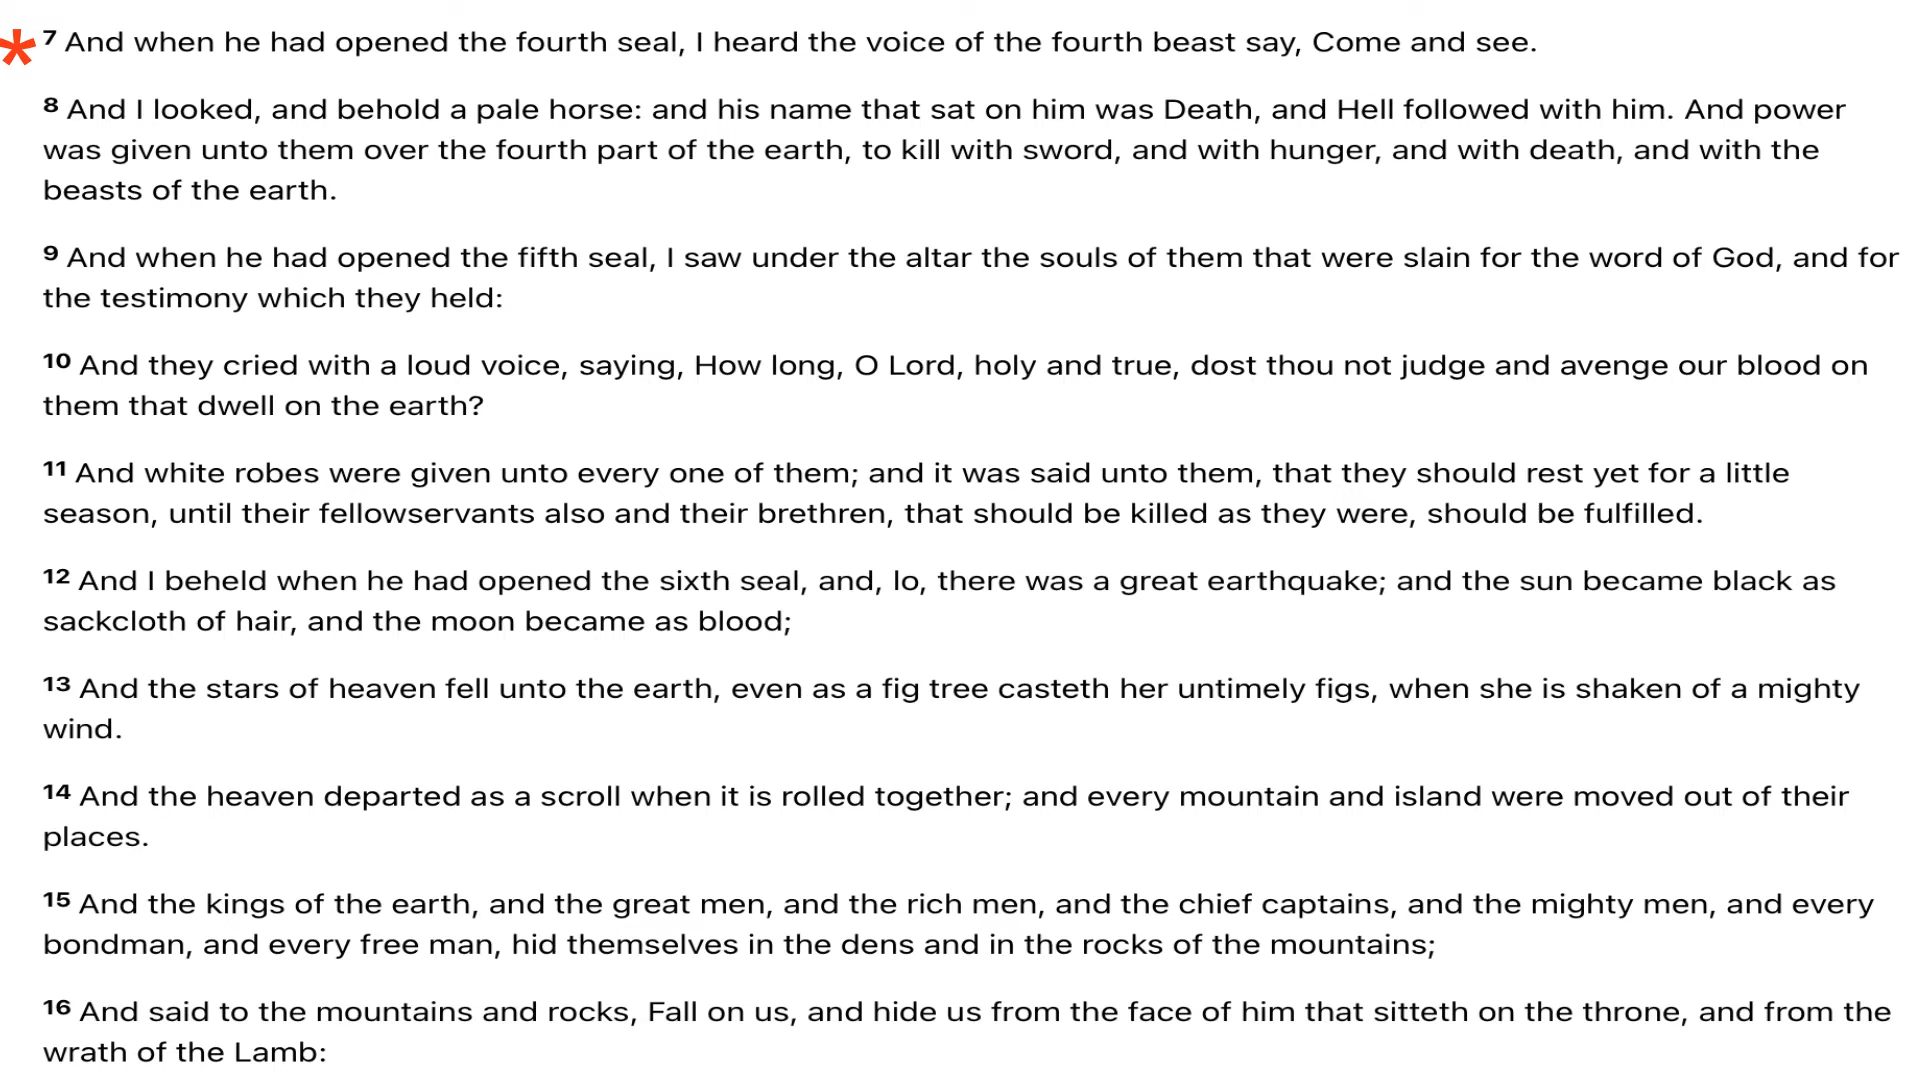 * 7 And when he had opened the fourth seal, I heard the voice of the fourth beast say, Come and see.
8 And I looked, and behold a pale horse: and his name that sat on him was Death, and Hell followed with him. And power
was given unto them over the fourth part of the earth, to kill with sword, and with hunger, and with death, and with the
beasts of the earth.
9 And when he had opened the fifth seal, I saw under the altar the souls of them that were slain for the word of God, and for
the testimony which they held:
10 And they cried with a loud voice, saying, How long, O Lord, holy and true, dost thou not judge and avenge our blood on
them that dwell on the earth?
11 And white robes were given unto every one of them; and it was said unto them, that they should rest yet for a little
season, until their fellowservants also and their brethren, that should be killed as they were, should be fulfilled.
12 And I beheld when he had opened the sixth seal, and, lo, there was a great earthquake; and the sun became black as
sackcloth of hair, and the moon became as blood;
13 And the stars of heaven fell unto the earth, even as a fig tree casteth her untimely figs, when she is shaken of a mighty
wind.
14 And the heaven departed as a scroll when it is rolled together; and every mountain and island were moved out of their
places.
15 And the kings of the earth, and the great men, and the rich men, and the chief captains, and the mighty men, and every
bondman, and every free man, hid themselves in the dens and in the rocks of the mountains;
16 And said to the mountains and rocks, Fall on us, and hide us from the face of him that sitteth on the throne, and from the
wrath of the Lamb: